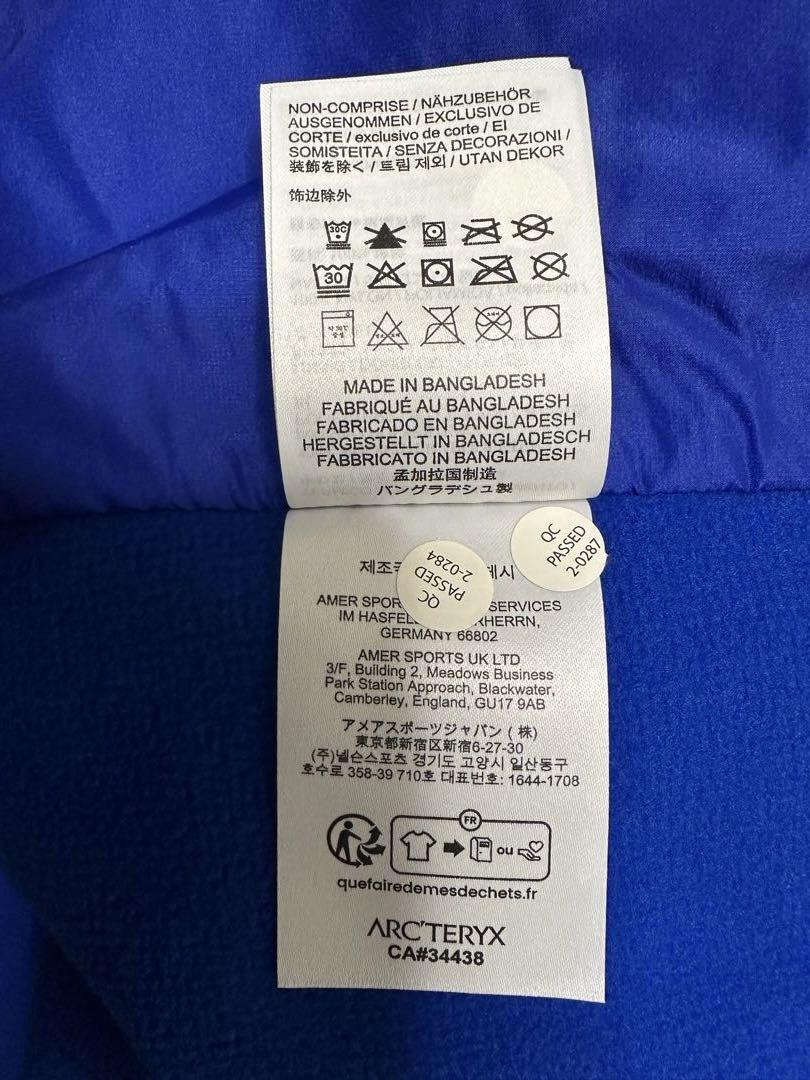 NON-COMPRISE / NÄHZUBEHÖR
AUSGENOMMEN / EXCLUSIVO DE
CORTE / exclusivo de corte / EI
SOMISTEITA / SENZA DECORAZIONI /
装飾を除く / 트림 제외 / UTAN DEKOR
饰边除外
30C
30
MADE IN BANGLADESH
FABRIQUÉ AU BANGLADESH
FABRICADO EN BANGLADESH
HERGESTELLT IN BANGLADESCH
FABBRICATO IN BANGLADESH
孟加拉国制造
バングラデシュ製
QC
PASSED
2-0287
QC
PASSED
2-0284
AMER SPOR SERVICES
IM HASFEL RHERRN,
GERMANY 66802
AMER SPORTS UK LTD
3/F, Building 2, Meadows Business
Park Station Approach, Blackwater,
Camberley, England, GU17 9AB
アメアスポーツジャパン (株)
東京都新宿区新宿6-27-30
(주)넬슨스포츠 경기도 고양시 일산동구
호수로 358-39 710호 대표번호: 1644-1708
FR
ou
quefairedemesdechets.fr
ARC'TERYX
CA#34438